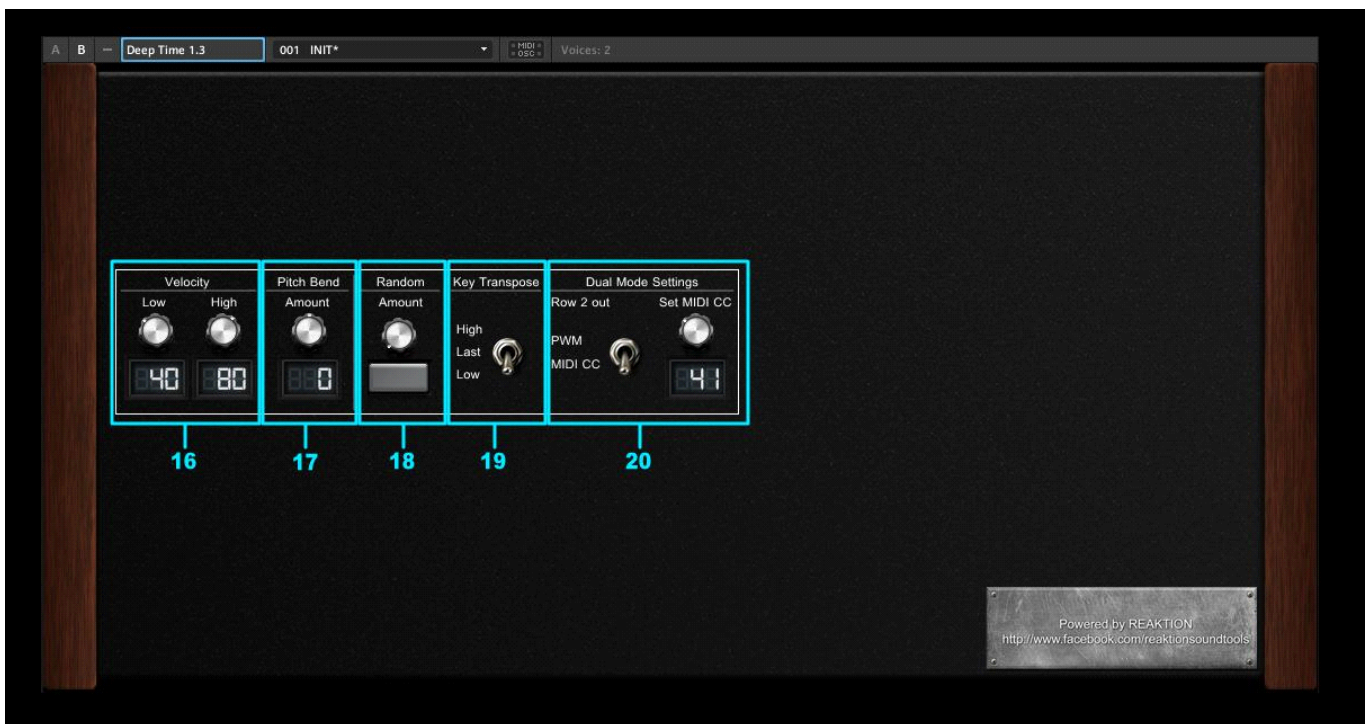 A B Deep Time 1.3 001 INIT* MIDI OSC Voices: 2
Velocity Pitch Bend Random Key Transpose Dual Mode Settings
Low High Amount Amount Row 2 out Set MIDI CC
High
PWM
Last
MIDI CC
Low
40 80 0 41
16 17 18 19 20
Powered by REAKTION
http://www.facebook.com/reaktionsoundtools